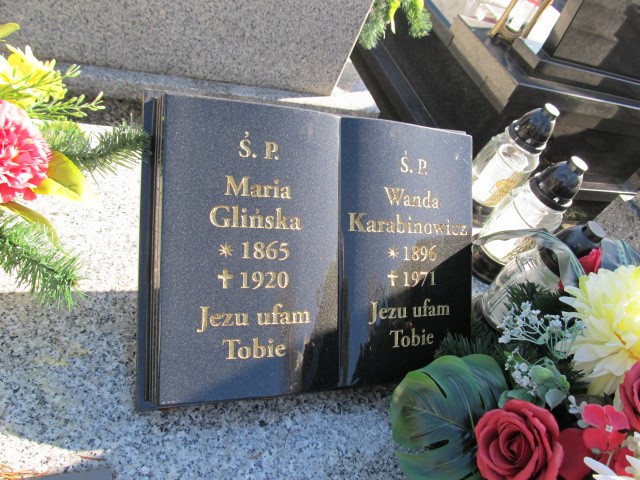 Ś. P.
Maria
Glińska
* 1865
✝ 1920
Jezu ufam
Tobie
Ś. P.
Wanda
Karabinowicz
* 1896
✝ 1971
Jezu ufam
Tobie